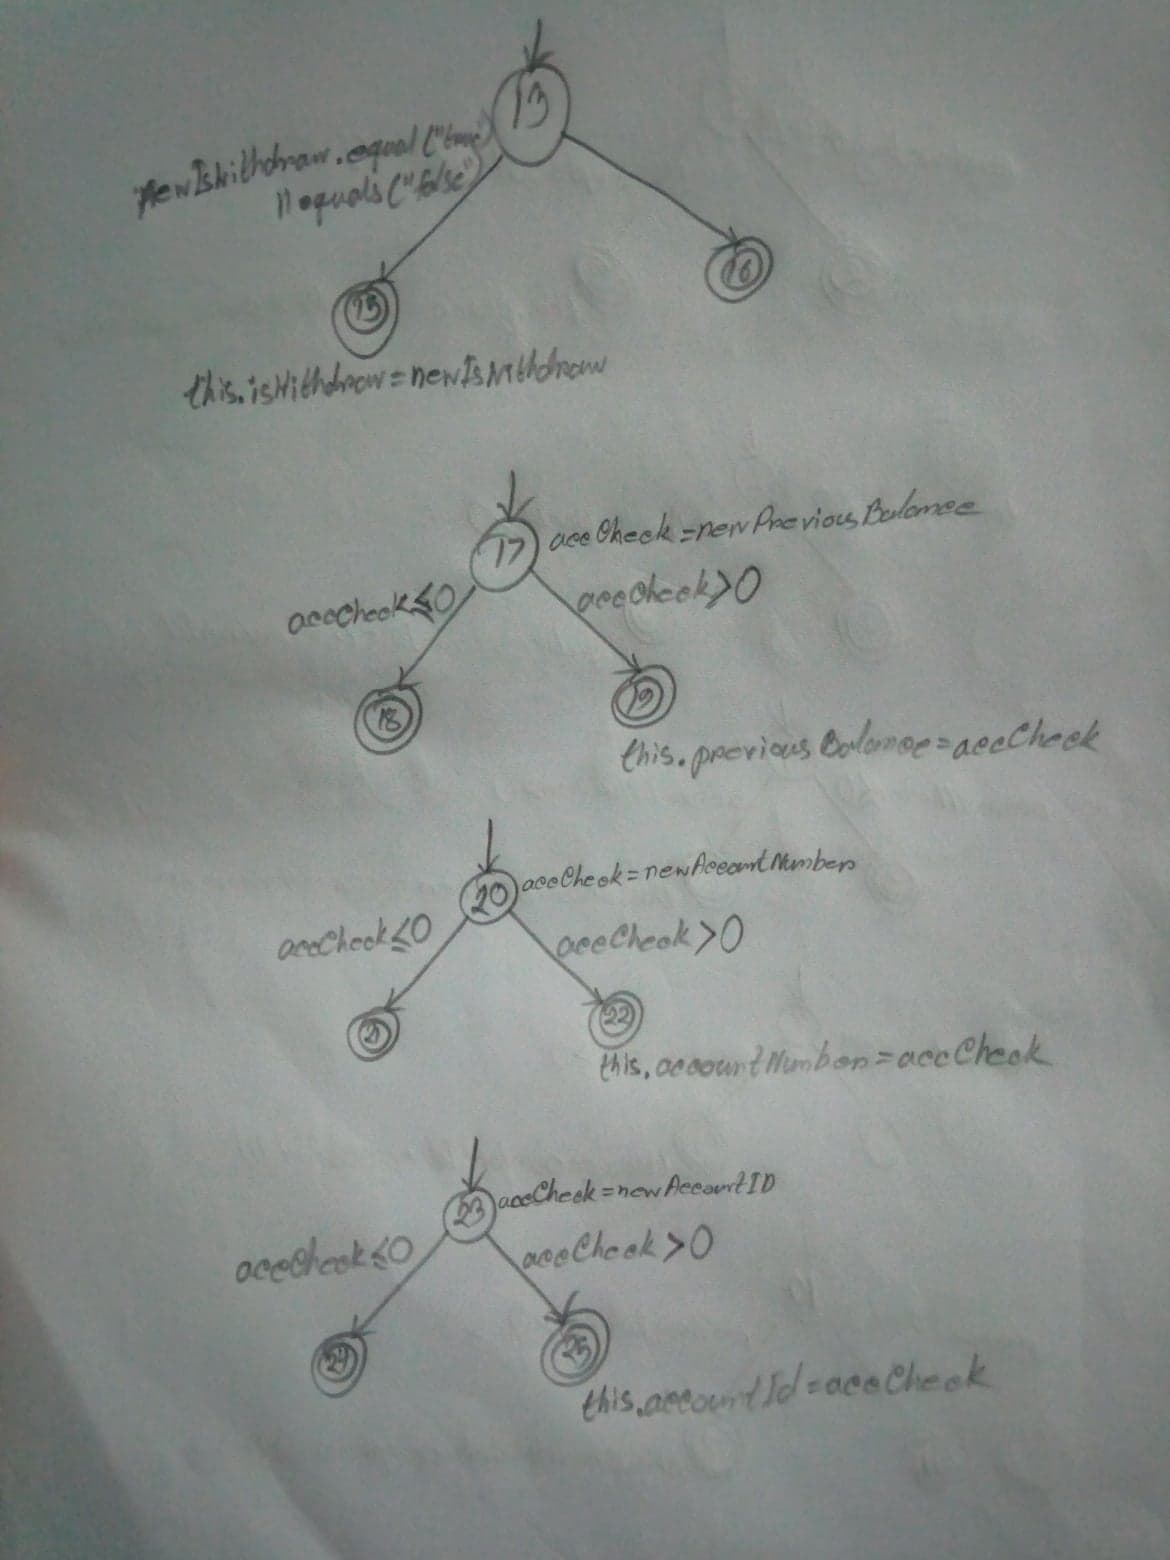 13
newIsWithdraw.equal("true")
||equals("false")
15
16
this.isWithdraw=newIsWithdraw
17
accCheck=newPreviousBalance
accCheck≤0
accCheck>0
18
19
this.previousBalance=accCheck
20
accCheck=newAccountNumber
accCheck≤0
accCheck>0
21
22
this.accountNumber=accCheck
23
accCheck=newAccountID
accCheck≤0
accCheck>0
24
25
this.accountId=accCheck